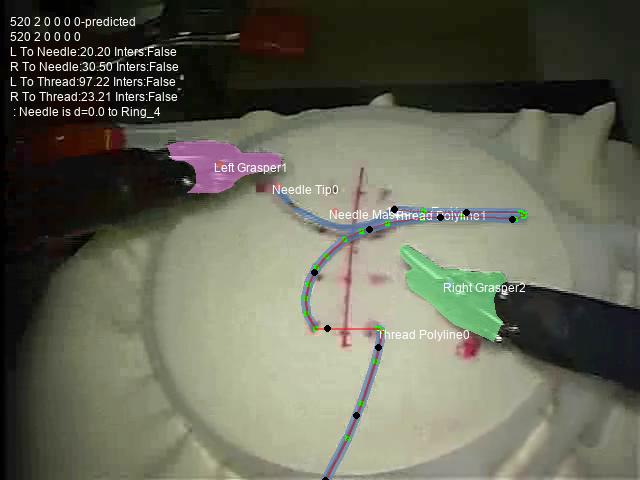 520 2 0 0 0 0-predicted
520 2 0 0 0 0
L To Needle:20.20 Inters:False
R To Needle:30.50 Inters:False
L To Thread:97.22 Inters:False
R To Thread:23.21 Inters:False
: Needle is d=0.0 to Ring_4
Left Grasper1
Needle Tip0
Thread Polyline1
Right Grasper2
Thread Polyline0